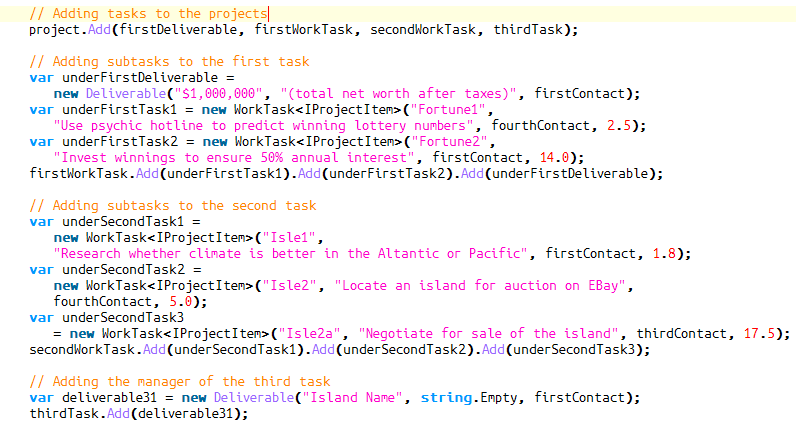 // Adding tasks to the projects
project.Add(firstDeliverable, firstWorkTask, secondWorkTask, thirdTask);
// Adding subtasks to the first task
var underFirstDeliverable =
new Deliverable("$1,000,000", "(total net worth after taxes)", firstContact);
var underFirstTask1 = new WorkTask<IProjectItem>("Fortune1",
"Use psychic hotline to predict winning lottery numbers", fourthContact, 2.5);
var underFirstTask2 = new WorkTask<IProjectItem>("Fortune2",
"Invest winnings to ensure 50% annual interest", firstContact, 14.0);
firstWorkTask.Add(underFirstTask1).Add(underFirstTask2).Add(underFirstDeliverable);
// Adding subtasks to the second task
var underSecondTask1 =
new WorkTask<IProjectItem>("Isle1",
"Research whether climate is better in the Altantic or Pacific", firstContact, 1.8);
var underSecondTask2 =
new WorkTask<IProjectItem>("Isle2", "Locate an island for auction on EBay",
fourthContact, 5.0);
var underSecondTask3
= new WorkTask<IProjectItem>("Isle2a", "Negotiate for sale of the island", thirdContact, 17.5);
secondWorkTask.Add(underSecondTask1).Add(underSecondTask2).Add(underSecondTask3);
// Adding the manager of the third task
var deliverable31 = new Deliverable("Island Name", string.Empty, firstContact);
thirdTask.Add(deliverable31);